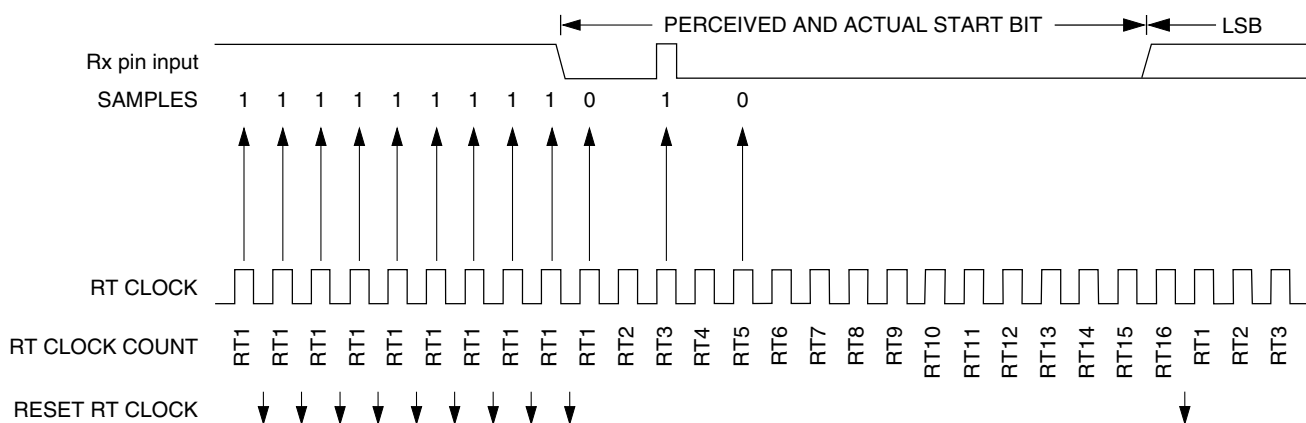 PERCEIVED AND ACTUAL START BIT LSB
Rx pin input
SAMPLES 1 1 1 1 1 1 1 1 1 0 1 0
RT CLOCK
RT CLOCK COUNT RT1 RT1 RT1 RT1 RT1 RT1 RT1 RT1 RT1 RT1 RT2 RT3 RT4 RT5 RT6 RT7 RT8 RT9 RT10 RT11 RT12 RT13 RT14 RT15 RT16 RT1 RT2 RT3
RESET RT CLOCK